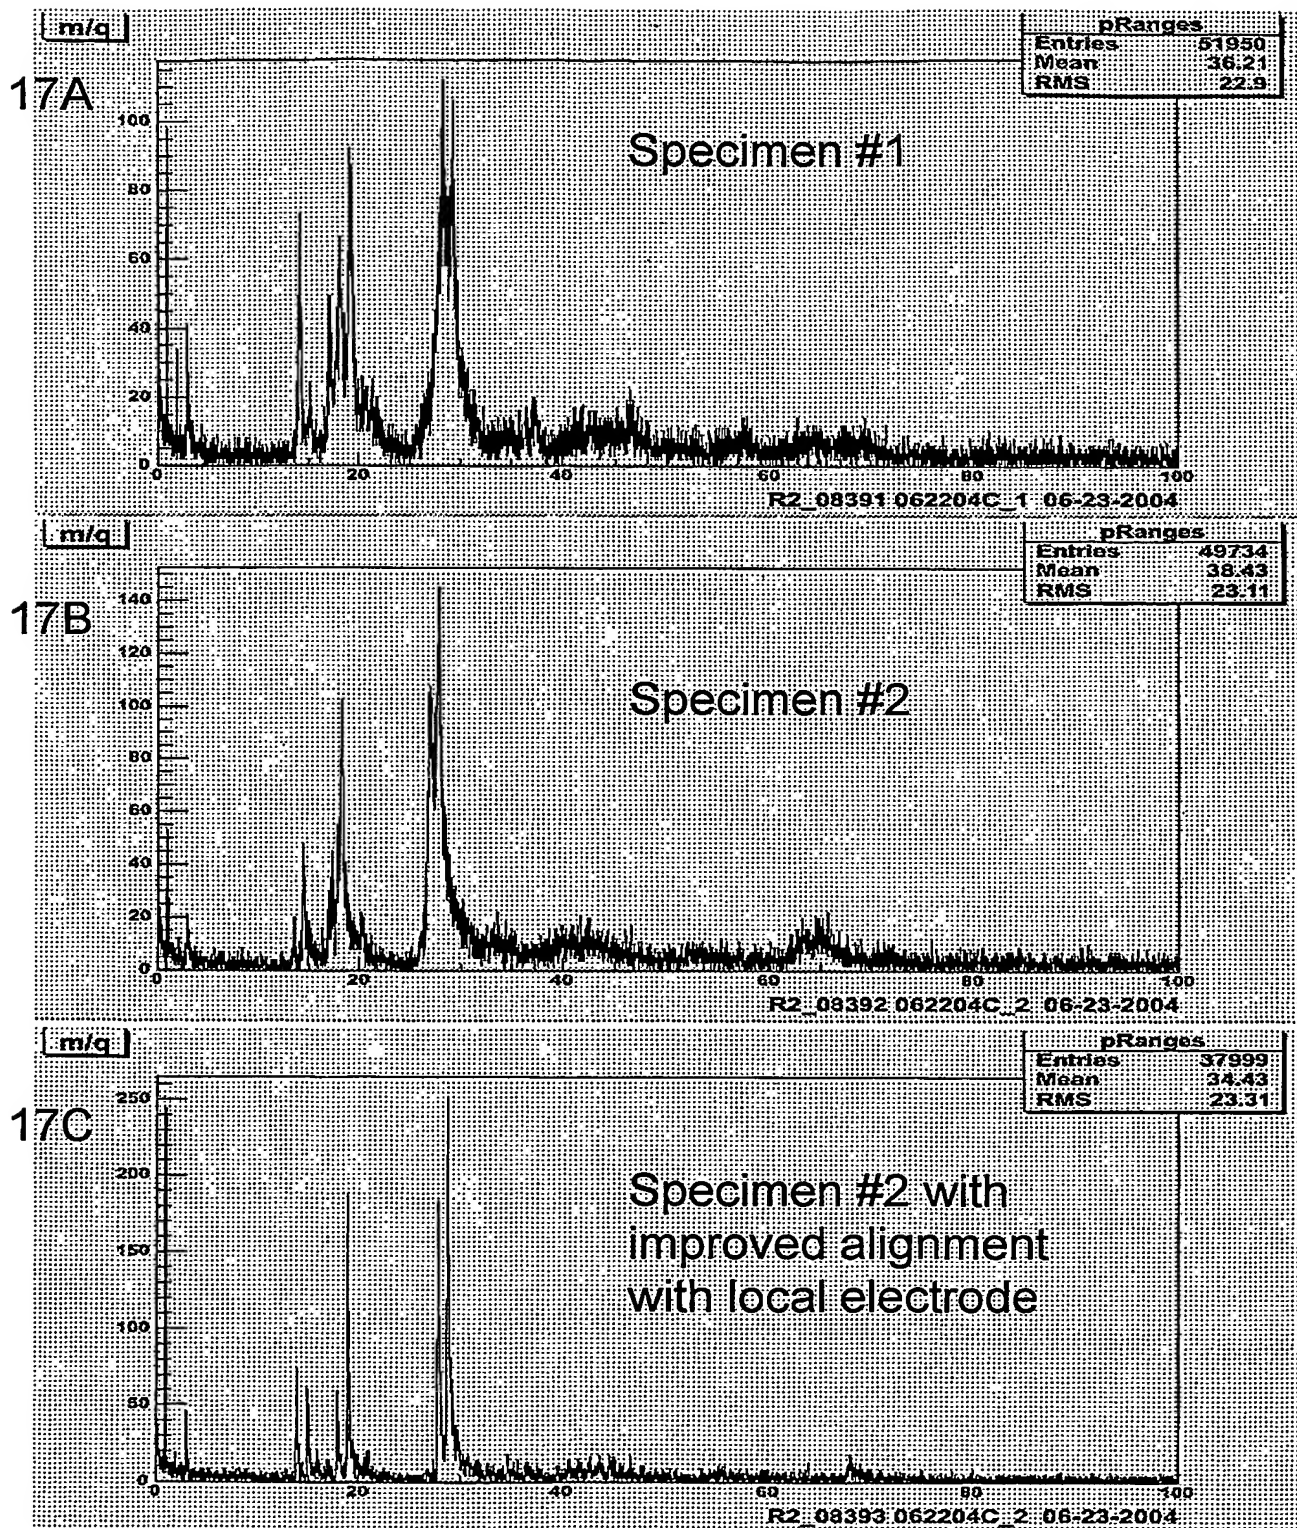 m/q
pRanges
Entries 51950
Mean 36.21
RMS 22.9
17A
Specimen #1
100
80
60
40
20
0
0 20 40 60 80 100
R2_08391 062204C_1 06-23-2004
m/q
pRanges
Entries 49734
Mean 38.43
RMS 23.11
17B
Specimen #2
140
120
100
80
60
40
20
0
0 20 40 60 80 100
R2_08392 062204C_2 06-23-2004
m/q
pRanges
Entries 37999
Mean 34.43
RMS 23.31
17C
Specimen #2 with
improved alignment
with local electrode
250
200
150
100
50
0
0 20 40 60 80 100
R2_08393 062204C_2 06-23-2004